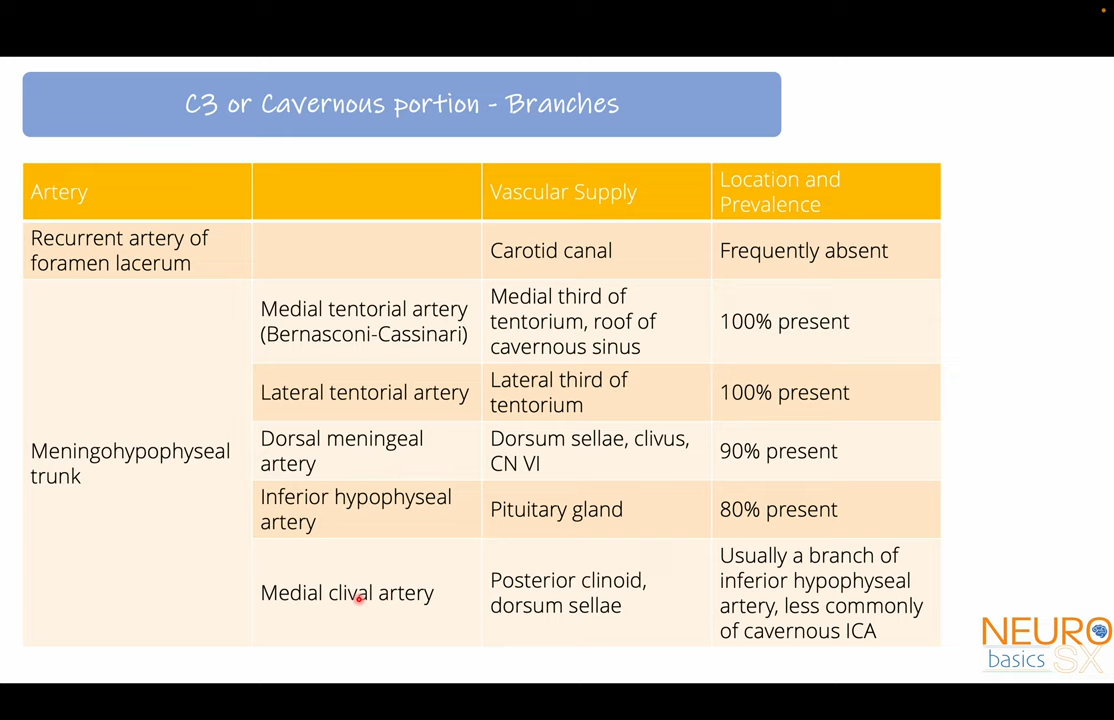 C3 or Cavernous portion - Branches
Artery
Vascular Supply
Location and
Prevalence
Recurrent artery of
foramen lacerum
Carotid canal
Frequently absent
Meningohypophyseal
trunk
Medial tentorial artery
(Bernasconi-Cassinari)
Medial third of
tentorium, roof of
cavernous sinus
100% present
Lateral tentorial artery
Lateral third of
tentorium
100% present
Dorsal meningeal
artery
Dorsum sellae, clivus,
CN VI
90% present
Inferior hypophyseal
artery
Pituitary gland
80% present
Medial clival artery
Posterior clinoid,
dorsum sellae
Usually a branch of
inferior hypophyseal
artery, less commonly
of cavernous ICA
NEURO
basics SX